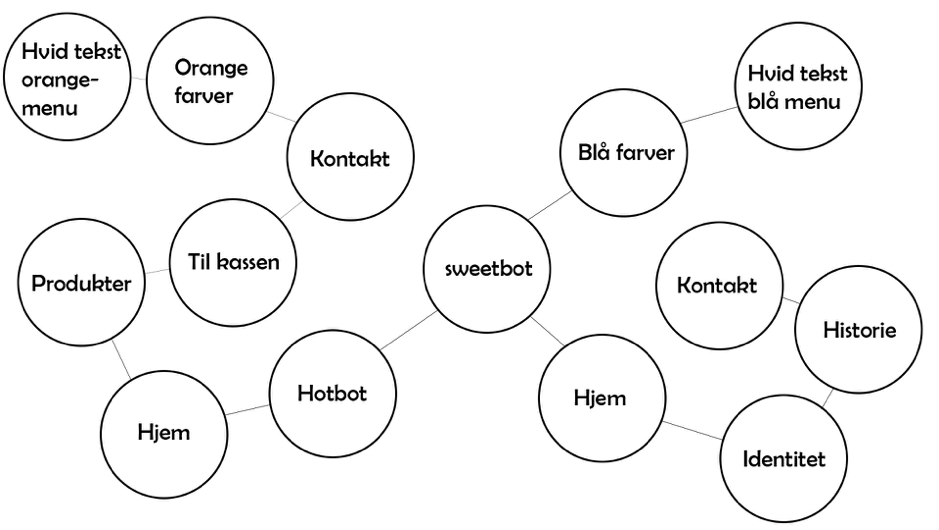 Hvid tekst
orange-
menu
Orange
farver
Kontakt
Til kassen
Produkter
Hjem
Hotbot
sweetbot
Blå farver
Hvid tekst
blå menu
Hjem
Identitet
Historie
Kontakt